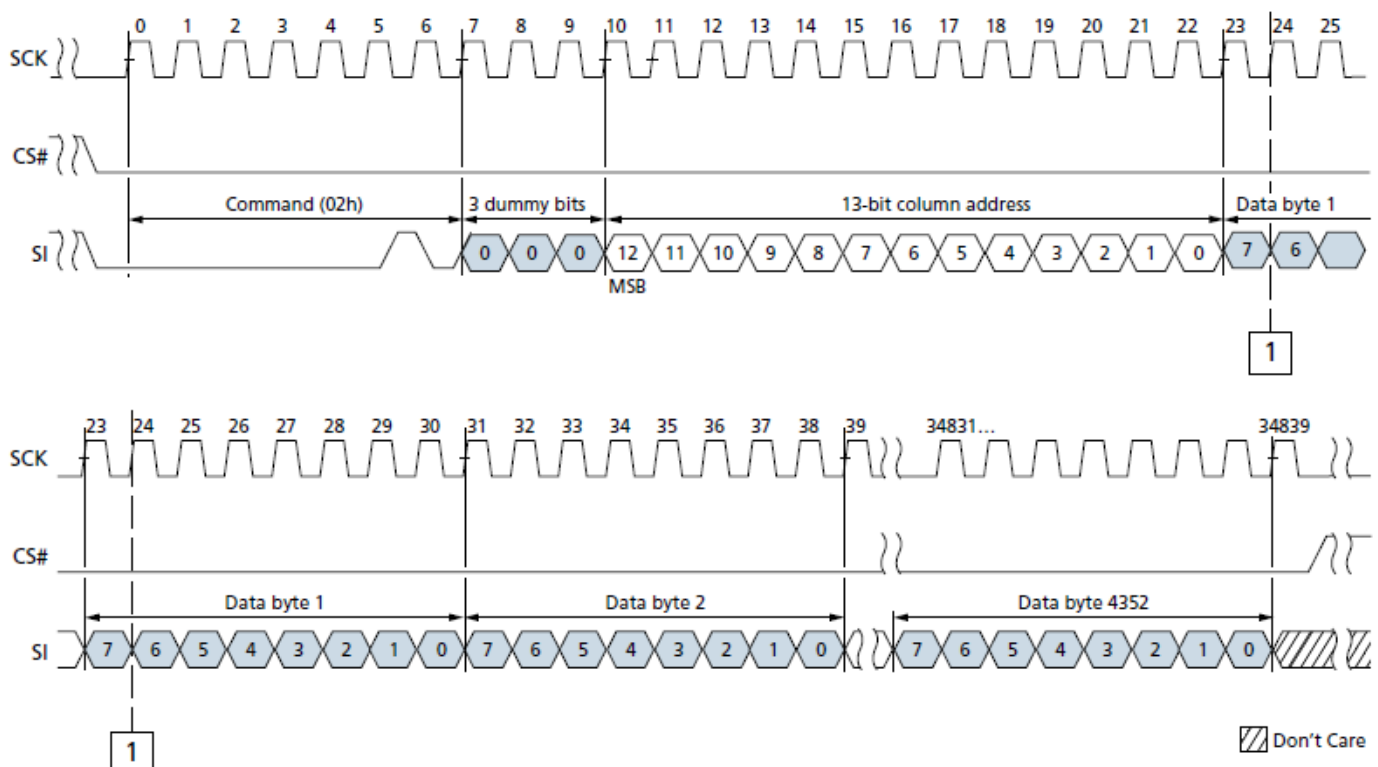 0 1 2 3 4 5 6 7 8 9 10 11 12 13 14 15 16 17 18 19 20 21 22 23 24 25
SCK
CS#
Command (02h) 3 dummy bits 13-bit column address Data byte 1
SI 0 0 0 12 11 10 9 8 7 6 5 4 3 2 1 0 7 6
MSB
1
23 24 25 26 27 28 29 30 31 32 33 34 35 36 37 38 39 34831... 34839
SCK
CS#
Data byte 1 Data byte 2 Data byte 4352
SI 7 6 5 4 3 2 1 0 7 6 5 4 3 2 1 0 7 6 5 4 3 2 1 0
1
Don't Care